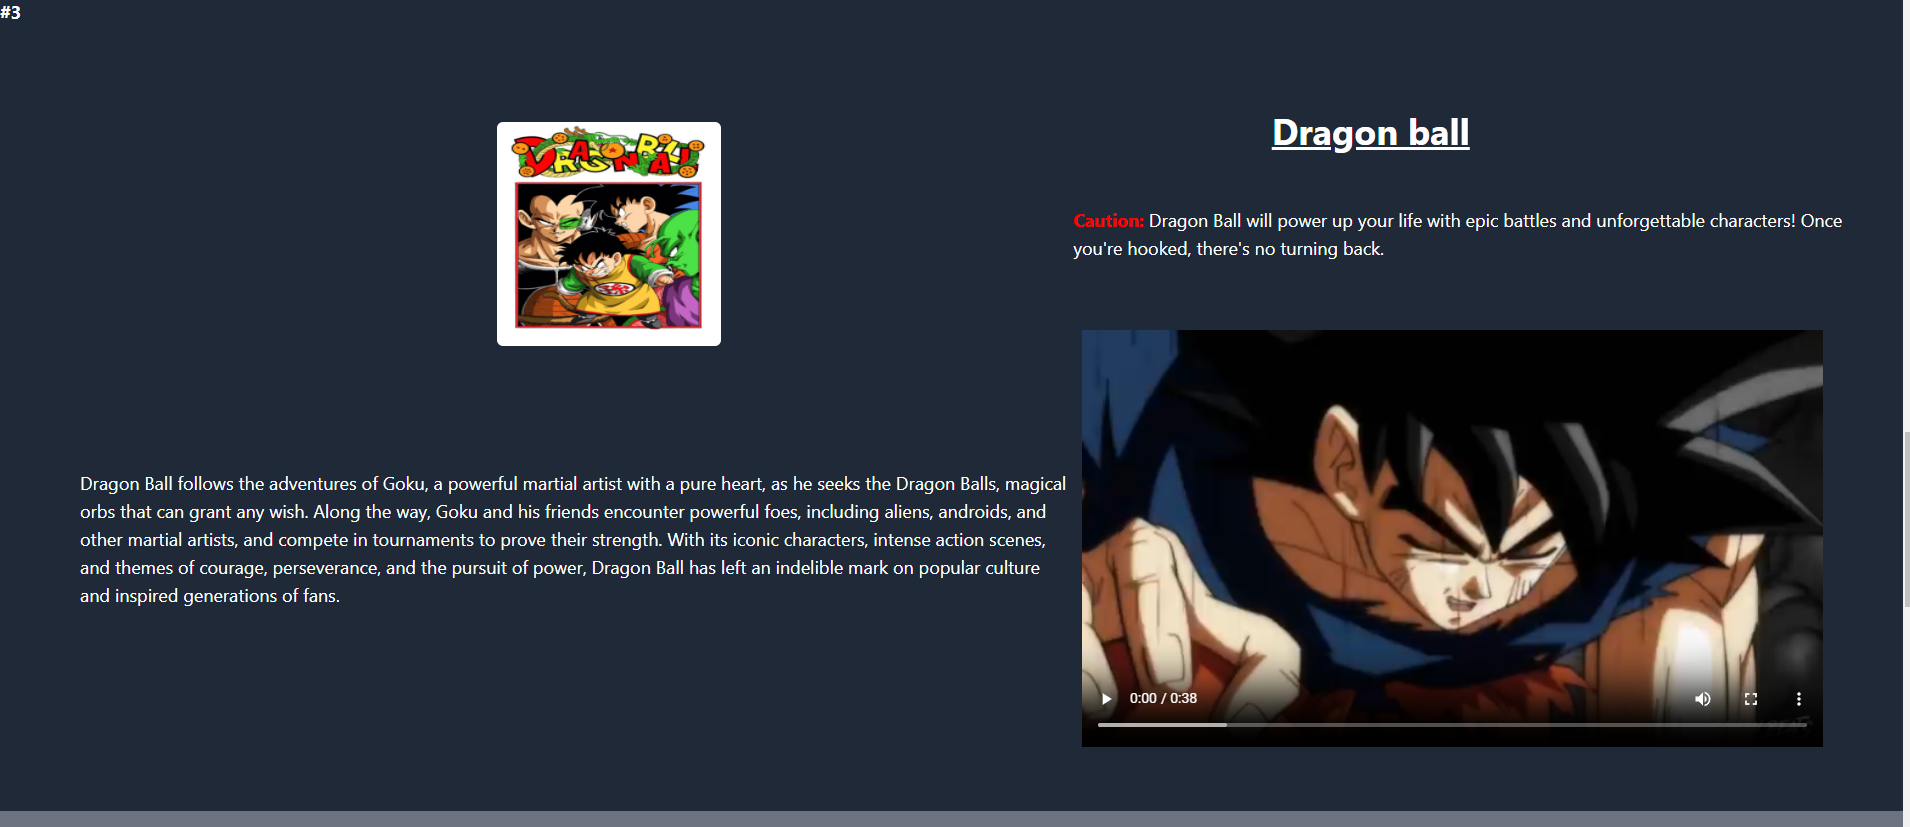 #3
DRAGON BALL
Dragon ball
Caution: Dragon Ball will power up your life with epic battles and unforgettable characters! Once
you're hooked, there's no turning back.
Dragon Ball follows the adventures of Goku, a powerful martial artist with a pure heart, as he seeks the Dragon Balls, magical
orbs that can grant any wish. Along the way, Goku and his friends encounter powerful foes, including aliens, androids, and
other martial artists, and compete in tournaments to prove their strength. With its iconic characters, intense action scenes,
and themes of courage, perseverance, and the pursuit of power, Dragon Ball has left an indelible mark on popular culture
and inspired generations of fans.
0:00 / 0:38